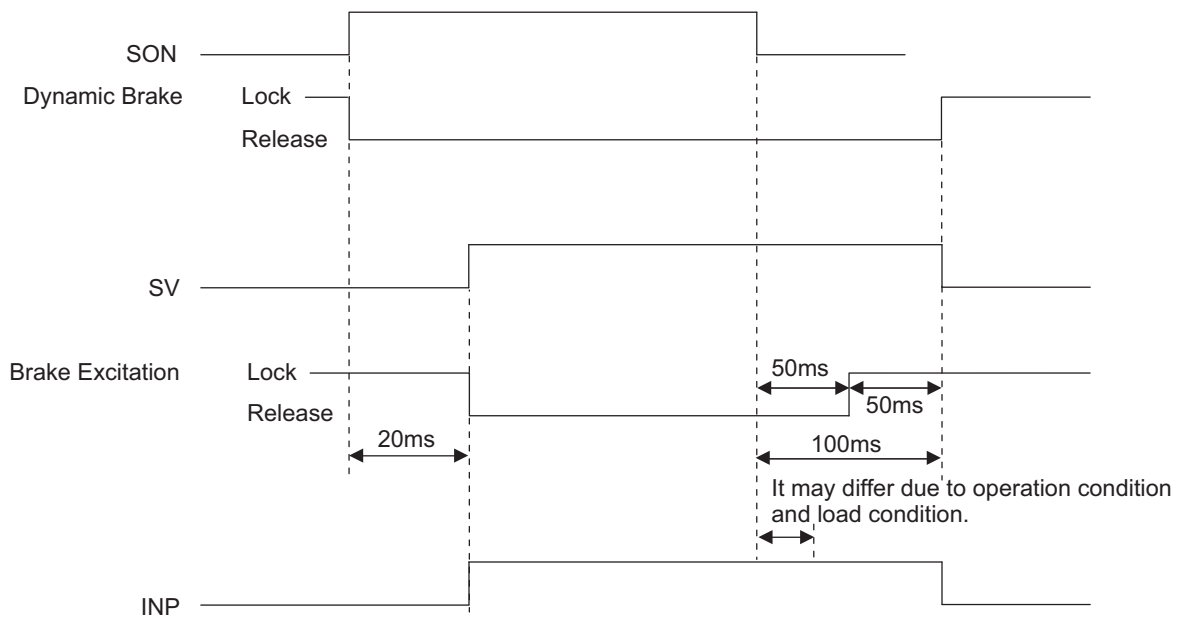 SON
Dynamic Brake Lock
Release
SV
Brake Excitation Lock
50ms
Release
50ms
20ms
100ms
It may differ due to operation condition
and load condition.
INP